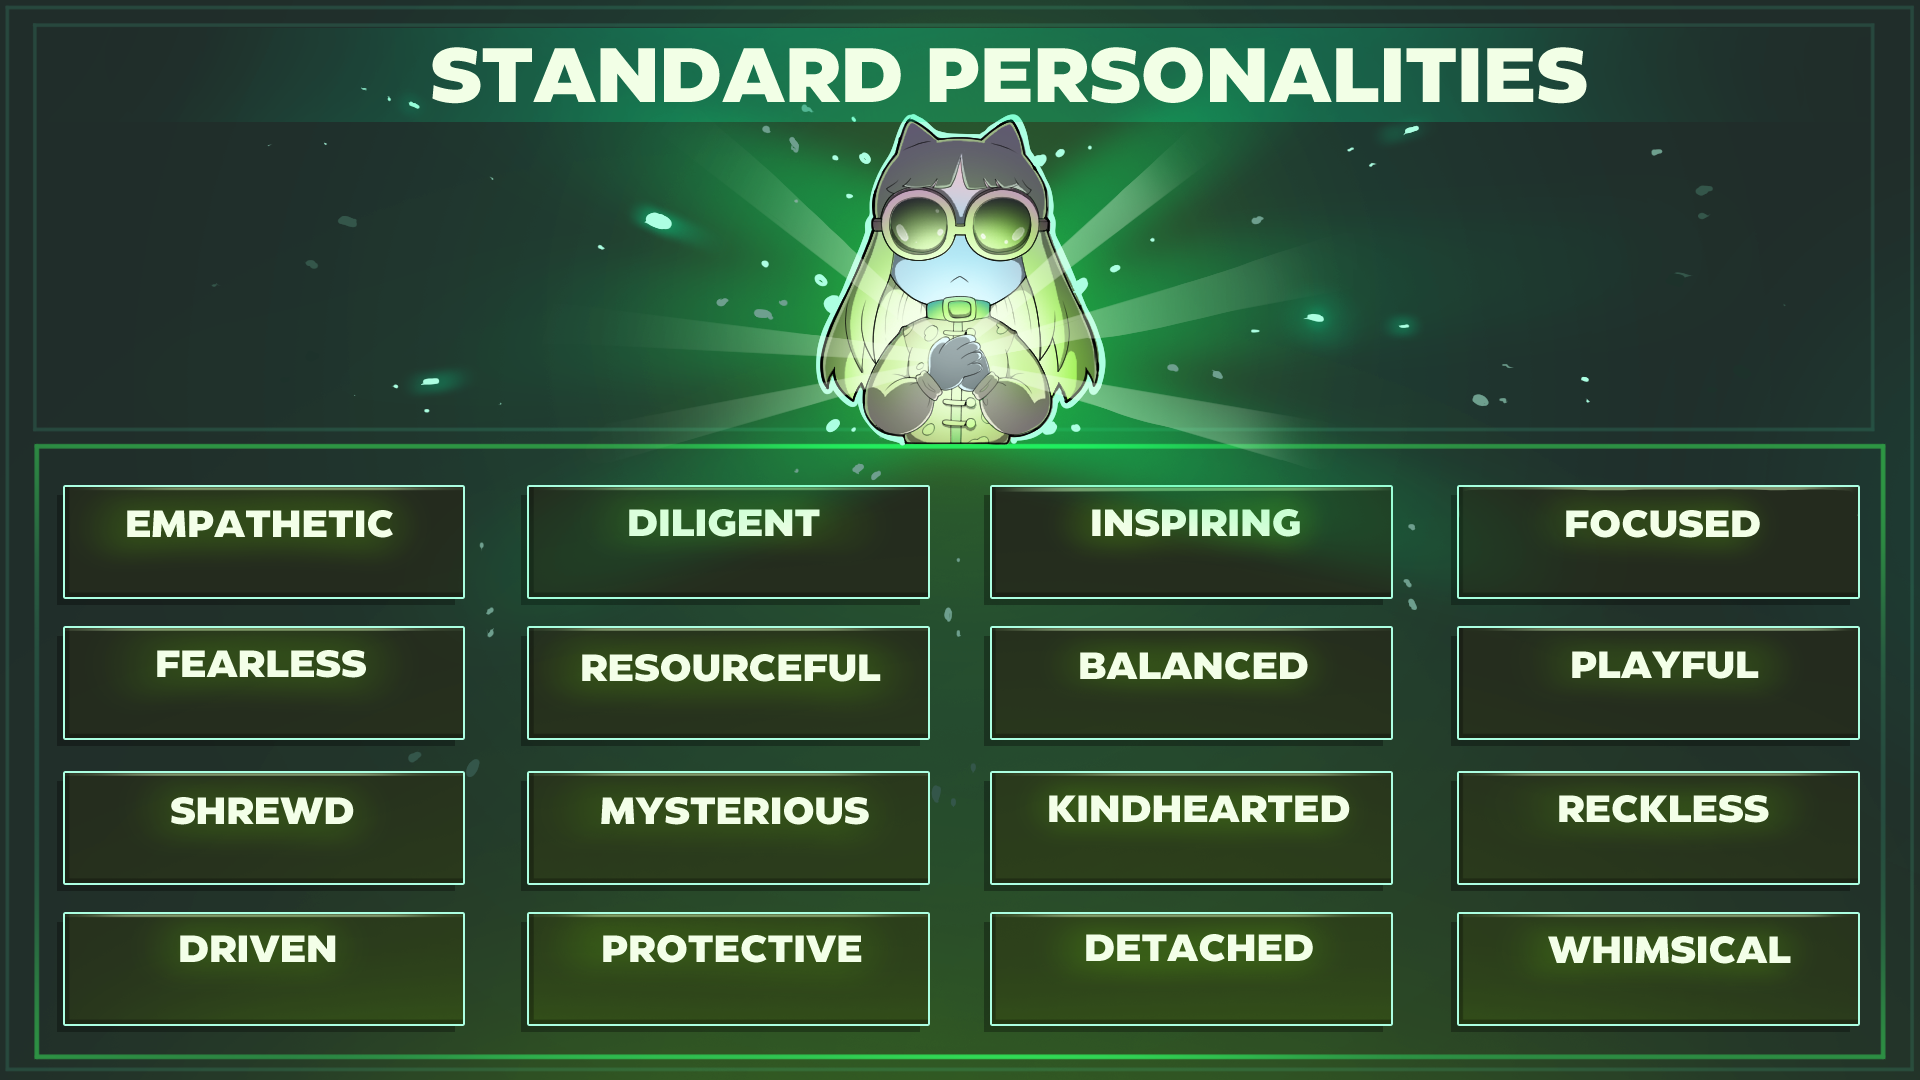 STANDARD PERSONALITIES
EMPATHETIC
DILIGENT
INSPIRING
FOCUSED
FEARLESS
RESOURCEFUL
BALANCED
PLAYFUL
SHREWD
MYSTERIOUS
KINDHEARTED
RECKLESS
DRIVEN
PROTECTIVE
DETACHED
WHIMSICAL